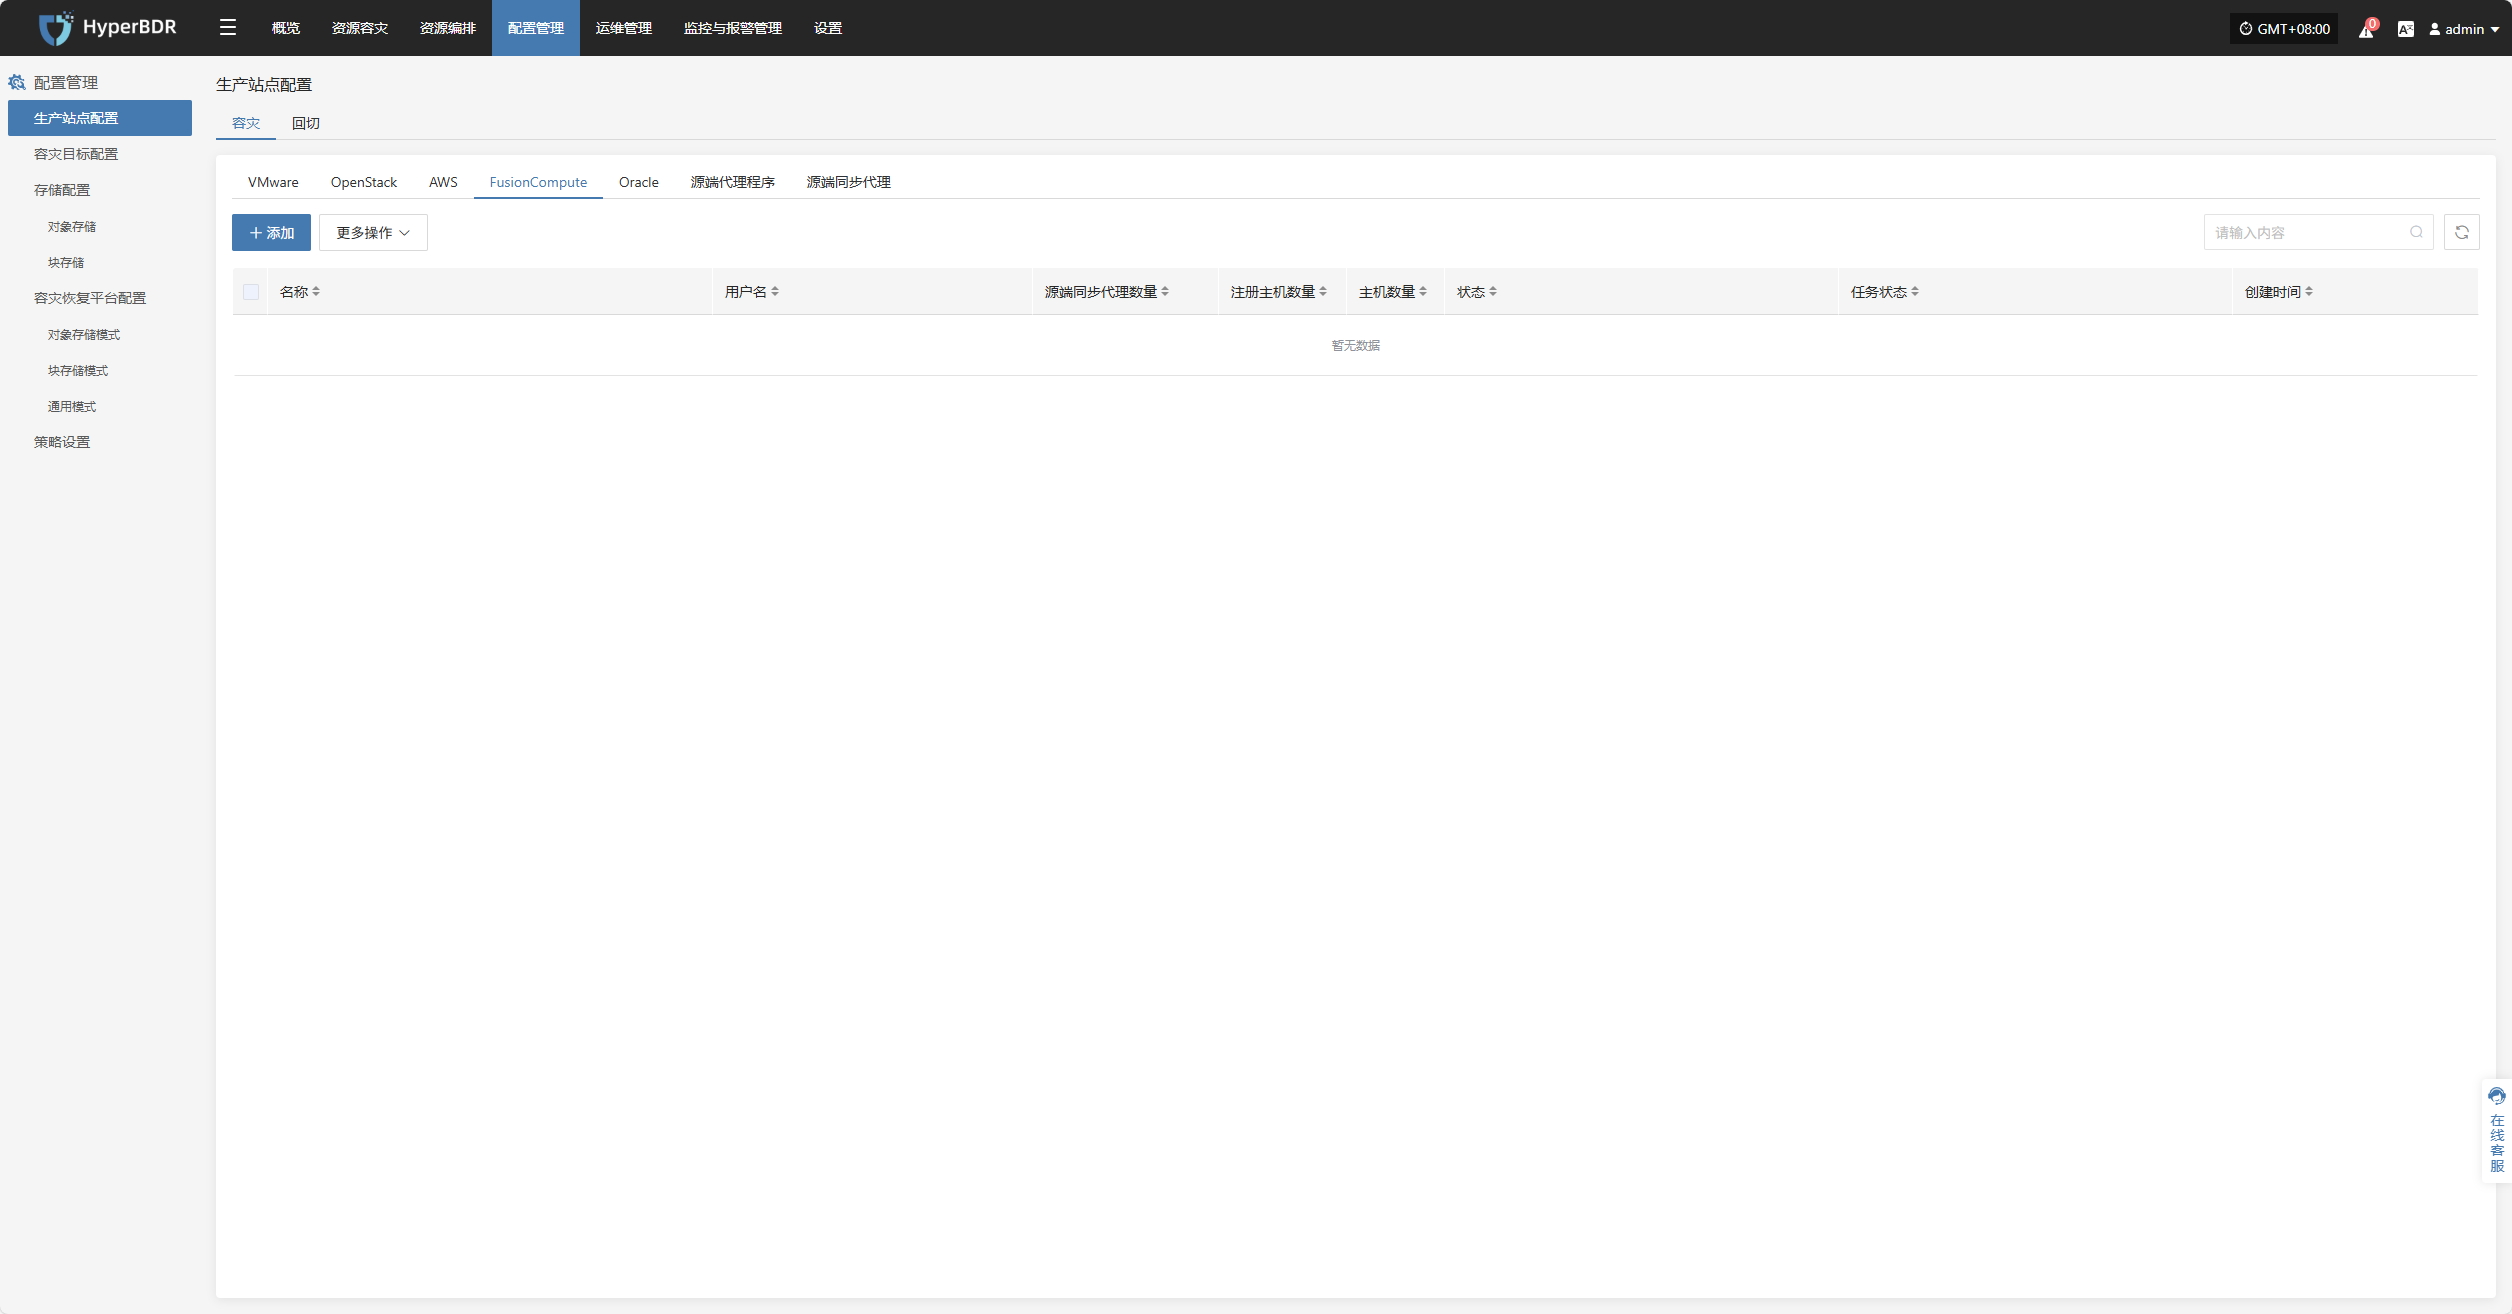 HyperBDR
概览 资源容灾 资源编排 配置管理 运维管理 监控与报警管理 设置
GMT+08:00 0 admin
配置管理
生产站点配置
容灾目标配置
存储配置
对象存储
块存储
容灾恢复平台配置
对象存储模式
块存储模式
通用模式
策略设置
生产站点配置
容灾 回切
VMware OpenStack AWS FusionCompute Oracle 源端代理程序 源端同步代理
添加 更多操作 请输入内容
名称 用户名 源端同步代理数量 注册主机数量 主机数量 状态 任务状态 创建时间
暂无数据
在线客服